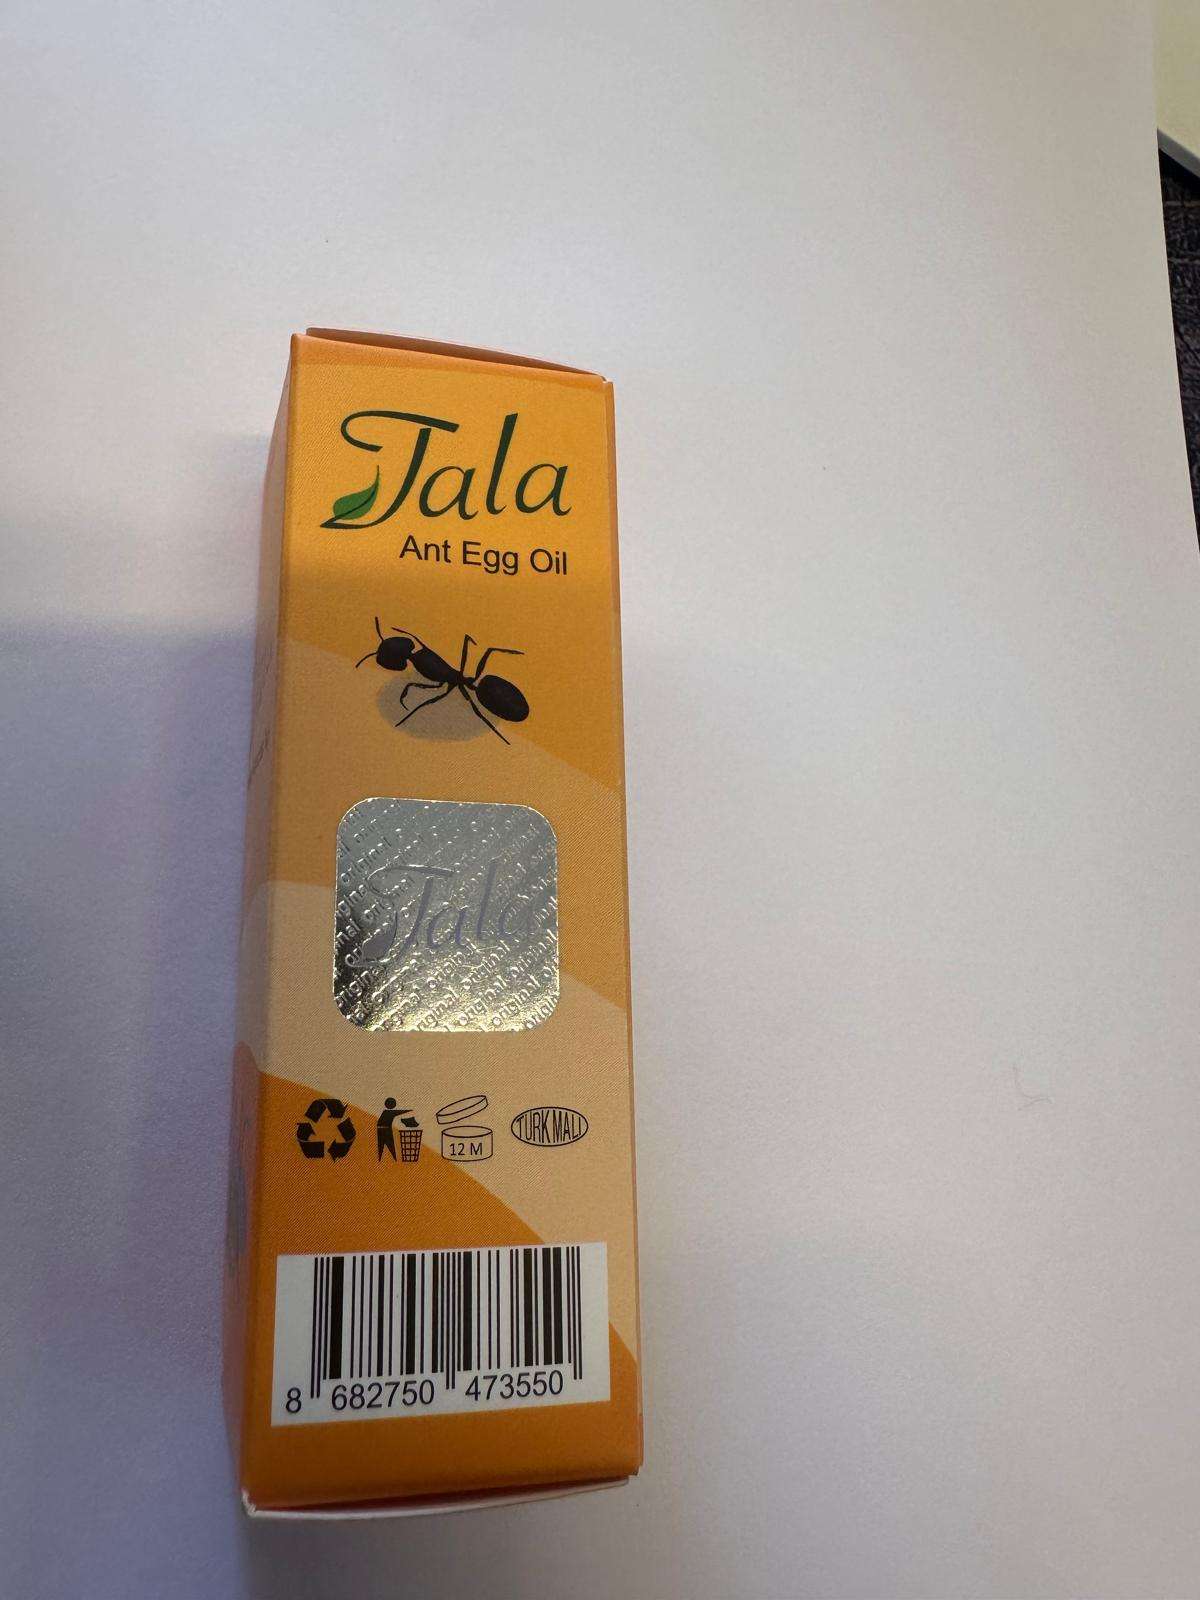 Tala
Ant Egg Oil
Tala
12 M
TURK MALI
8 682750 473550